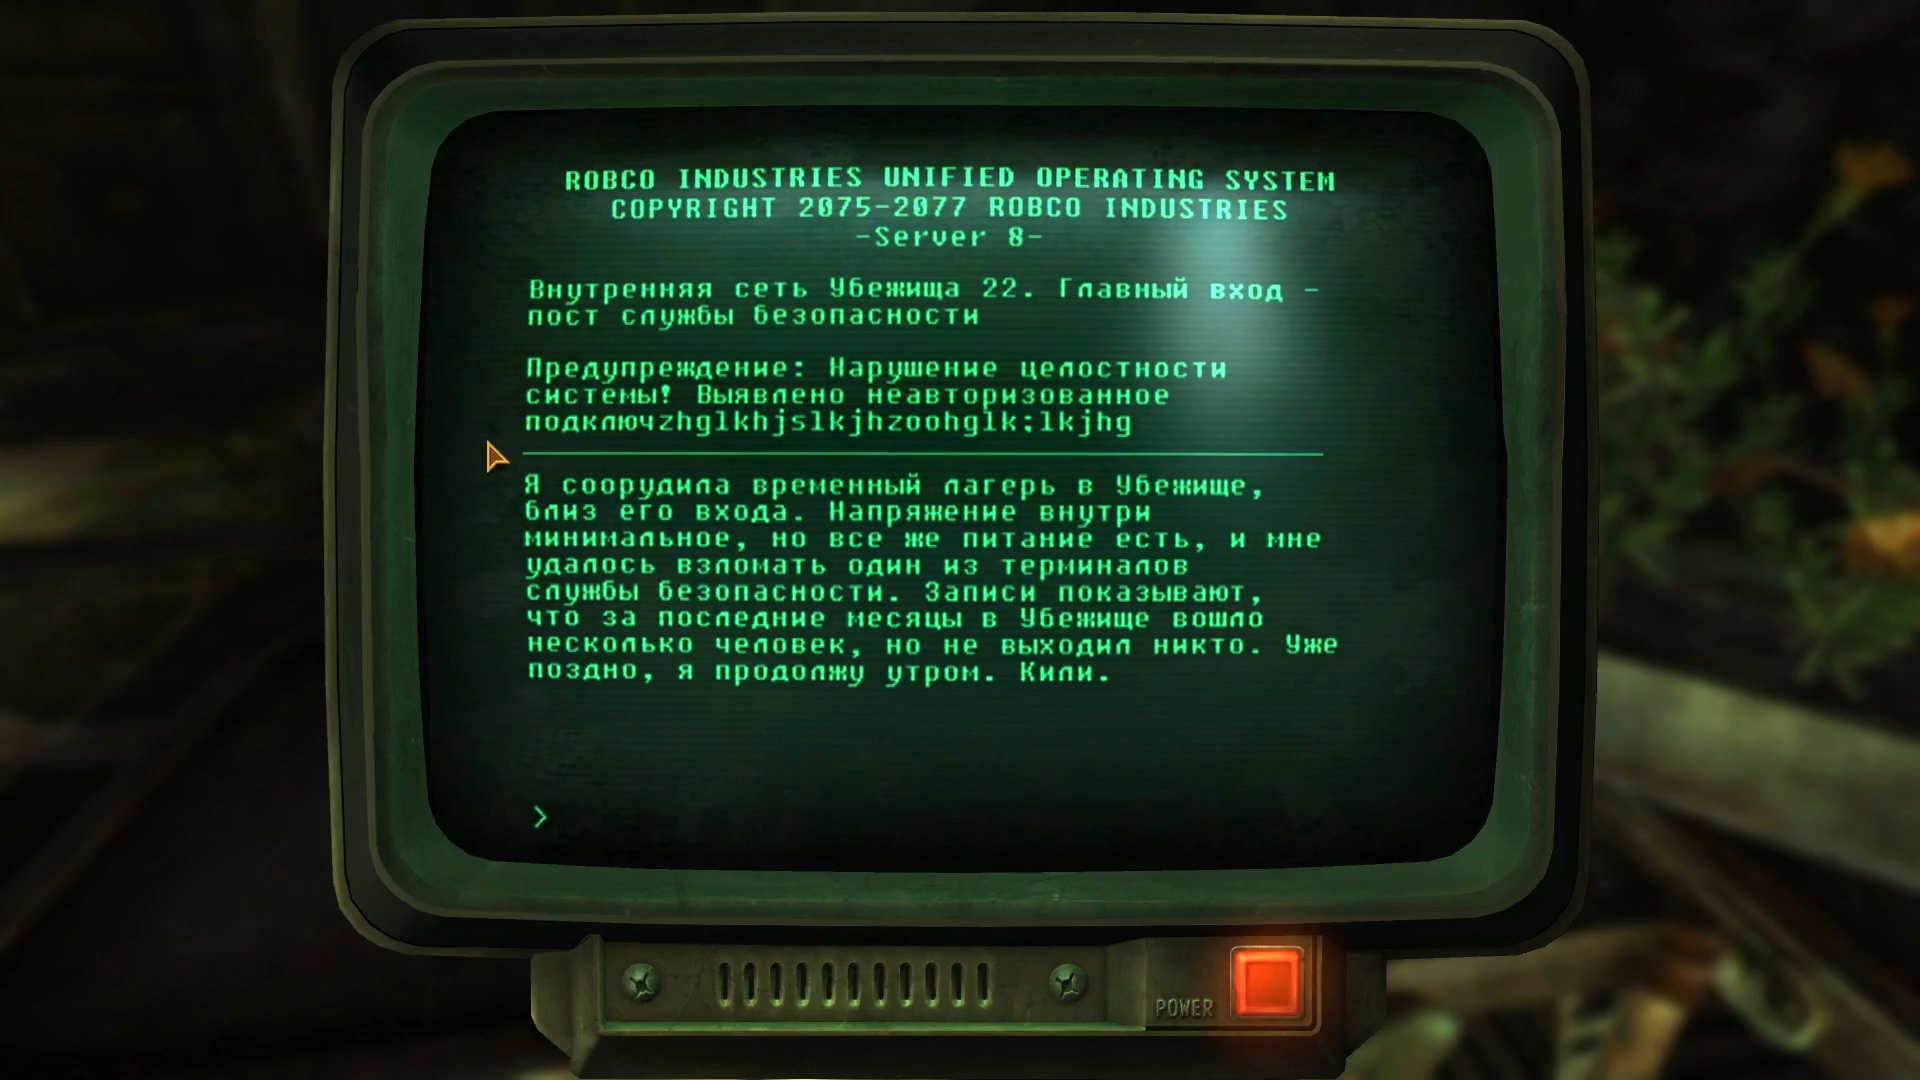 ROBCO INDUSTRIES UNIFIED OPERATING SYSTEM
COPYRIGHT 2075-2077 ROBCO INDUSTRIES
-Server 8-
Внутренняя сеть Убежища 22. Главный вход -
пост службы безопасности
Предупреждение: Нарушение целостности
системы! Выявлено неавторизованное
подключzhglkhjslkjhzoohglk;lkjhg
Я соорудила временный лагерь в Убежище,
близ его входа. Напряжение внутри
минимальное, но все же питание есть, и мне
удалось взломать один из терминалов
службы безопасности. Записи показывают,
что за последние месяцы в Убежище вошло
несколько человек, но не выходил никто. Уже
поздно, я продолжу утром. Кили.
>
POWER